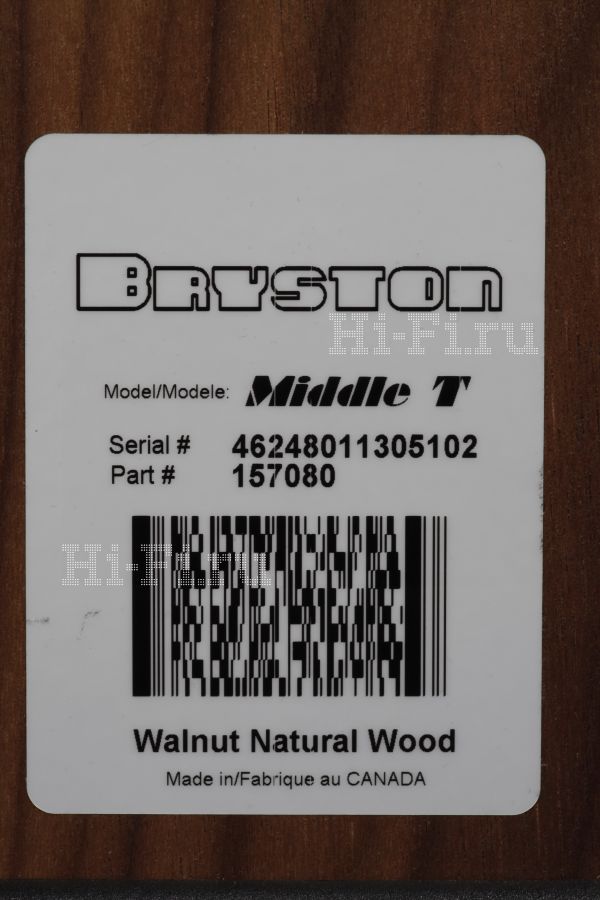 BRYSTON
Hi-Fi.ru
Model/Modele: Middle T
Serial # 46248011305102
Part # 157080
Hi-Fi.ru
Walnut Natural Wood
Made in/Fabrique au CANADA